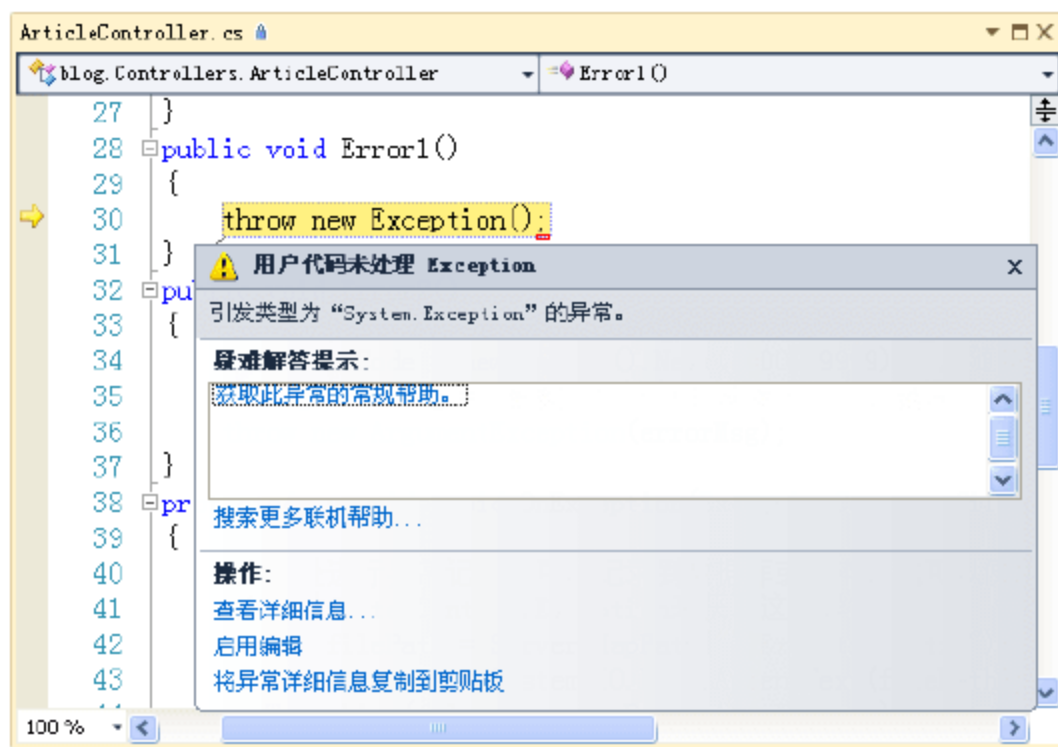 ArticleController.cs
blog.Controllers.ArticleController
Error1()
27 }
28 public void Error1()
29 {
30 throw new Exception();
31 }
32 pu
33 {
34
35
36
37 }
38 pr
39 {
40
41
42
43
用户代码未处理 Exception
引发类型为“System.Exception”的异常。
疑难解答提示:
获取此异常的常规帮助。
搜索更多联机帮助...
操作:
查看详细信息...
启用编辑
将异常详细信息复制到剪贴板
100 %